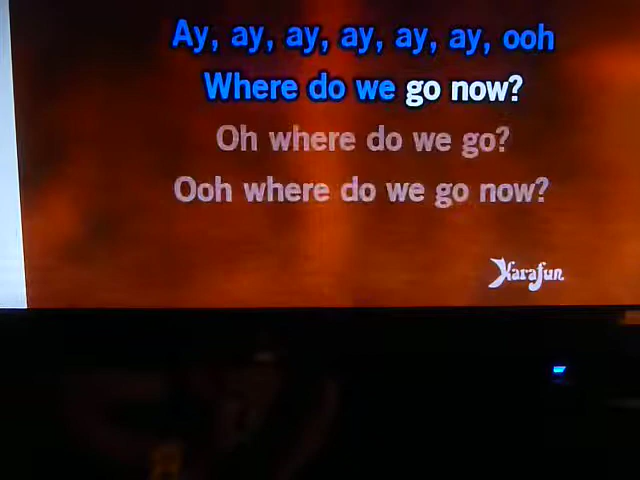 Ay, ay, ay, ay, ay, ay, ooh
Where do we go now?
Oh where do we go?
Ooh where do we go now?
Karafun